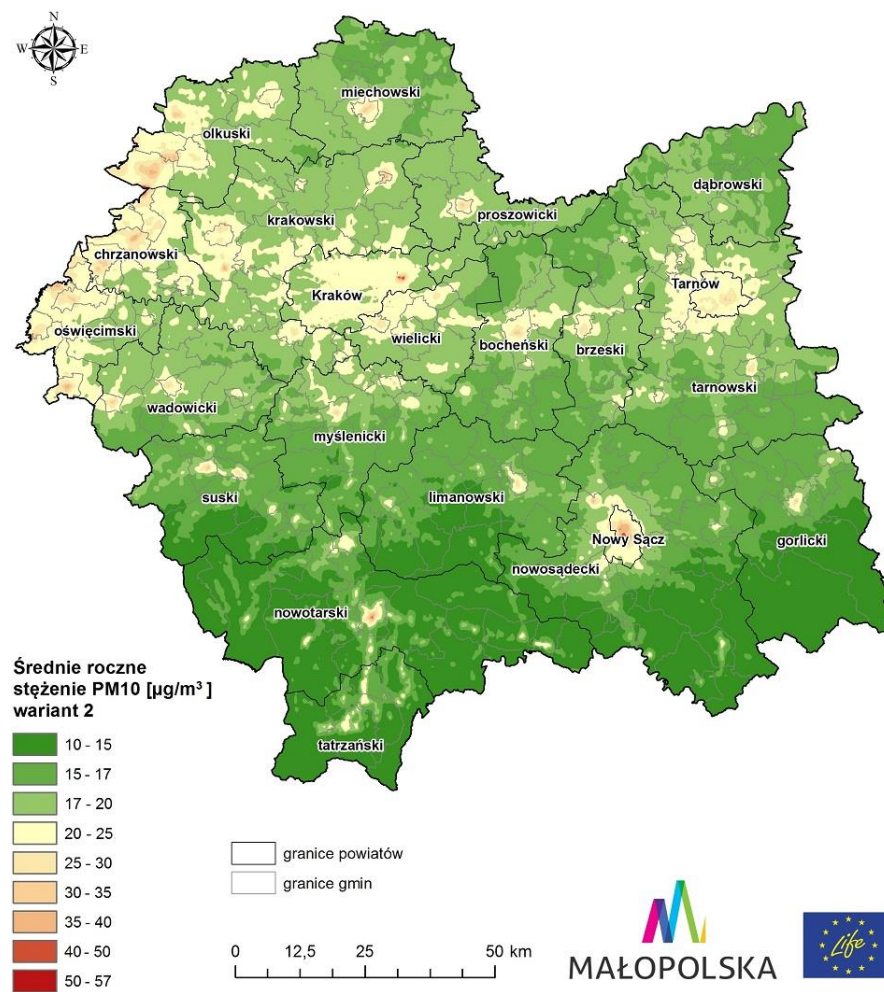 N
W
E
S
miechowski
olkuski
dąbrowski
krakowski
proszowicki
chrzanowski
Tarnów
Kraków
oświęcimski
wielicki
bocheński
brzeski
tarnowski
wadowicki
myślenicki
suski
limanowski
Nowy Sącz
gorlicki
nowosądecki
nowotarski
tatrzański
Średnie roczne
stężenie PM10 [µg/m³ ]
wariant 2
10 - 15
15 - 17
17 - 20
20 - 25
25 - 30
30 - 35
35 - 40
40 - 50
50 - 57
granice powiatów
granice gmin
0 12,5 25 50 km
MAŁOPOLSKA
Life